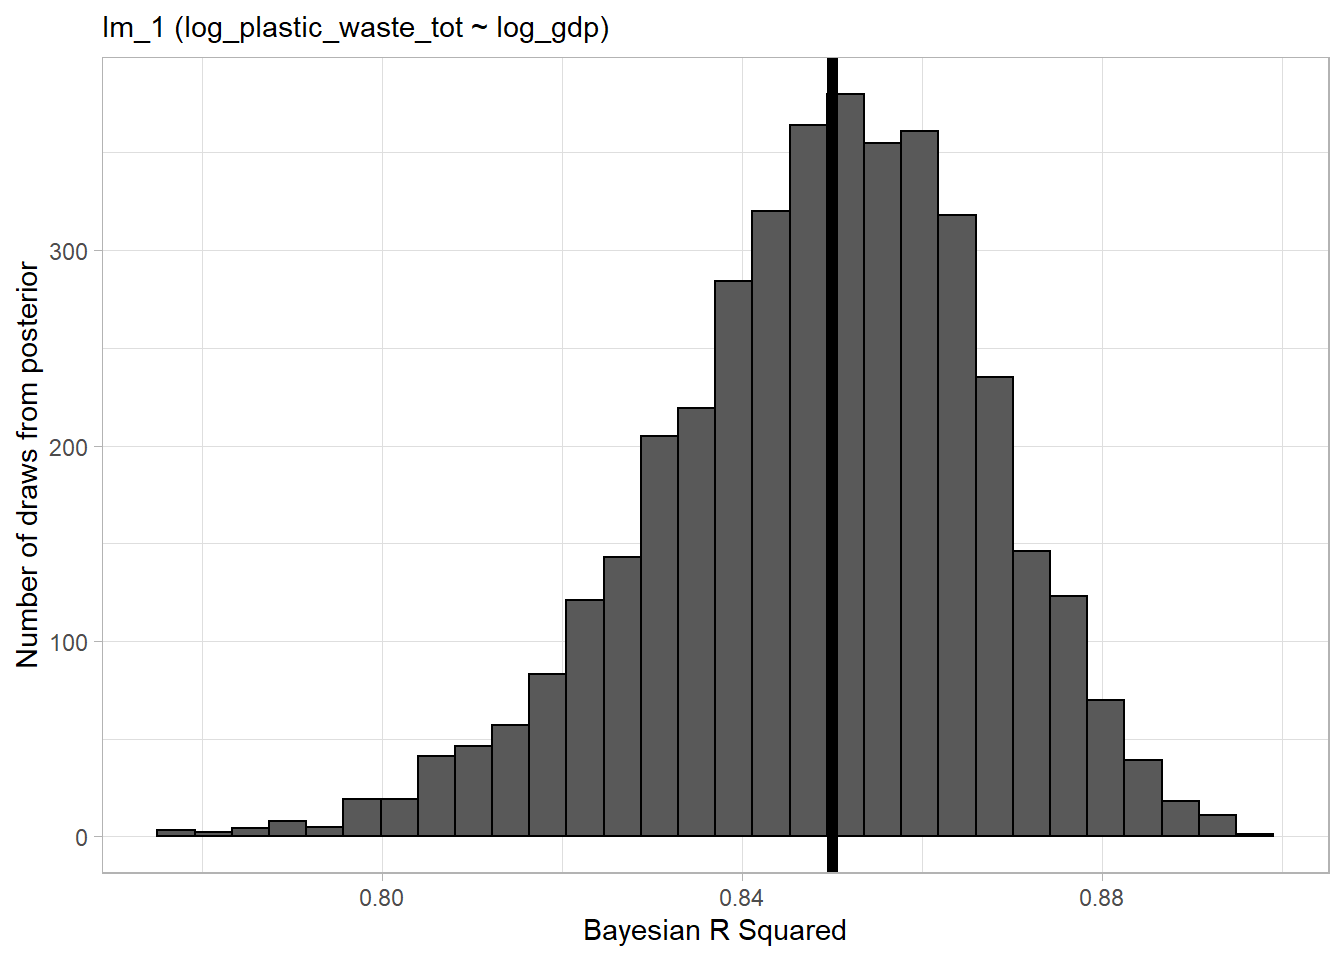 lm_1 (log_plastic_waste_tot ~ log_gdp)
Number of draws from posterior
300
200
100
0
0.80 0.84 0.88
Bayesian R Squared